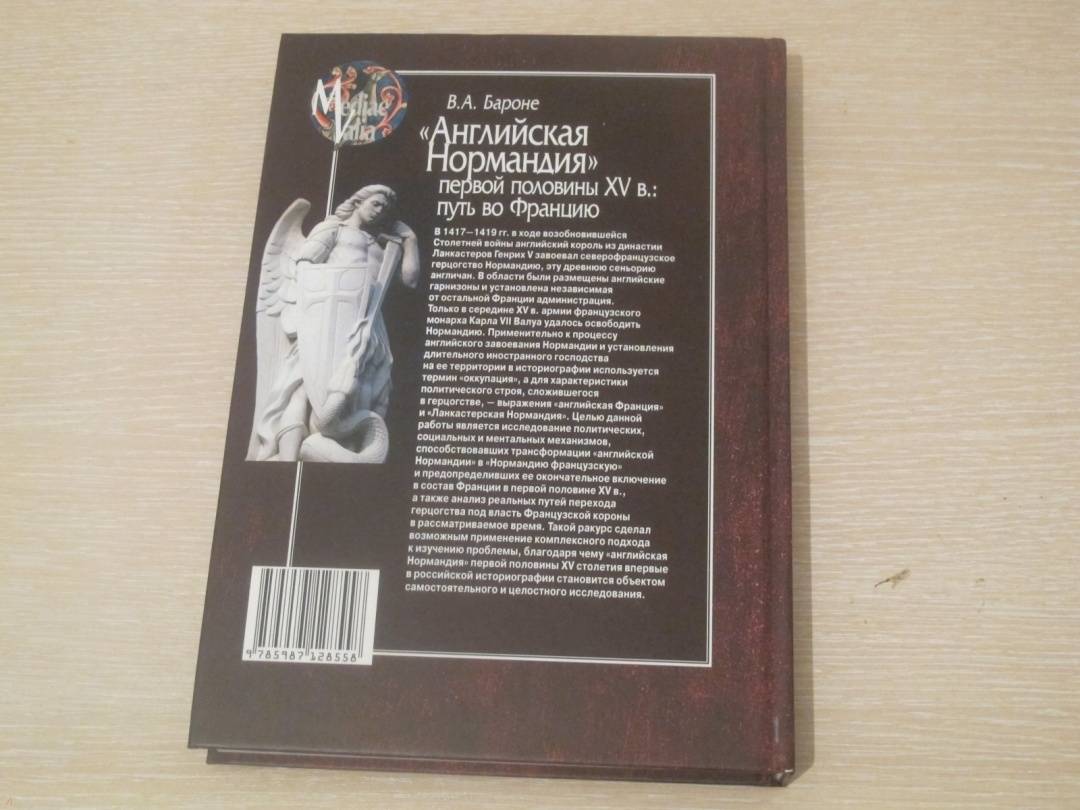 Mediae
Valia
В.А. Бароне
«Английская
Нормандия»
первой половины XV в.:
путь во Францию
В 1417—1419 гг. в ходе возобновившейся
Столетней войны английский король из династии
Ланкастеров Генрих V завоевал северофранцузское
герцогство Нормандию, эту древнюю сеньорию
англичан. В области были размещены английские
гарнизоны и установлена независимая
от остальной Франции администрация.
Только в середине XV в. армии французского
монарха Карла VII Валуа удалось освободить
Нормандию. Применительно к процессу
английского завоевания Нормандии и установления
длительного иностранного господства
на ее территории в историографии используется
термин «оккупация», а для характеристики
политического строя, сложившегося
в герцогстве, — выражения «английская Франция»
и «Ланкастерская Нормандия». Целью данной
работы является исследование политических,
социальных и ментальных механизмов,
способствовавших трансформации «английской
Нормандии» в «Нормандию французскую»
и предопределивших ее окончательное включение
в состав Франции в первой половине XV в.,
а также анализ реальных путей перехода
герцогства под власть Французской короны
в рассматриваемое время. Такой ракурс сделал
возможным применение комплексного подхода
к изучению проблемы, благодаря чему «английская
Нормандия» первой половины XV столетия впервые
в российской историографии становится объектом
самостоятельного и целостного исследования.
9 785987 128558